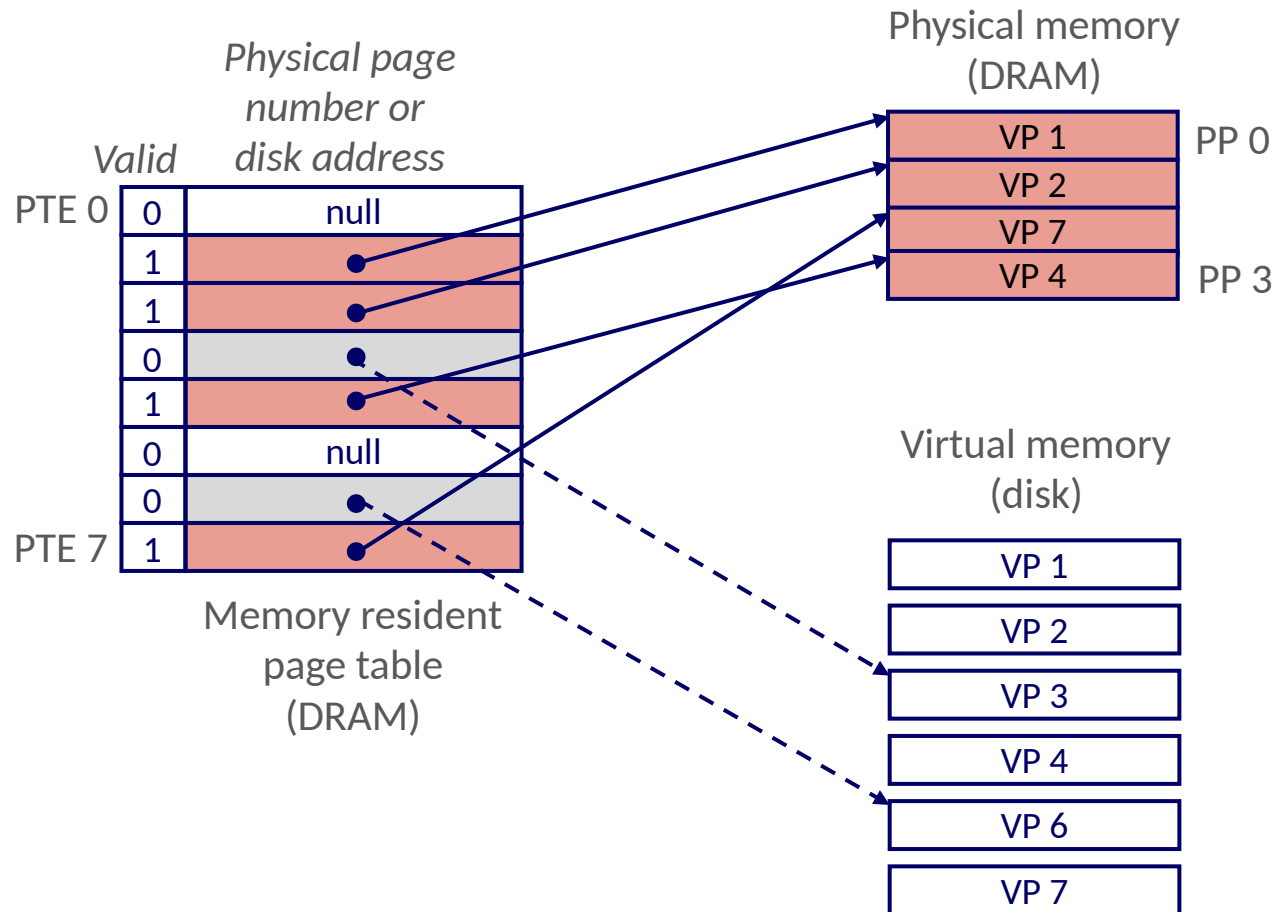 Physical memory
(DRAM)
Physical page
number or
disk address
Valid
VP 1
PP 0
VP 2
VP 7
VP 4
PP 3
PTE 0
0
null
1
1
0
1
0
null
0
PTE 7
1
Memory resident
page table
(DRAM)
Virtual memory
(disk)
VP 1
VP 2
VP 3
VP 4
VP 6
VP 7